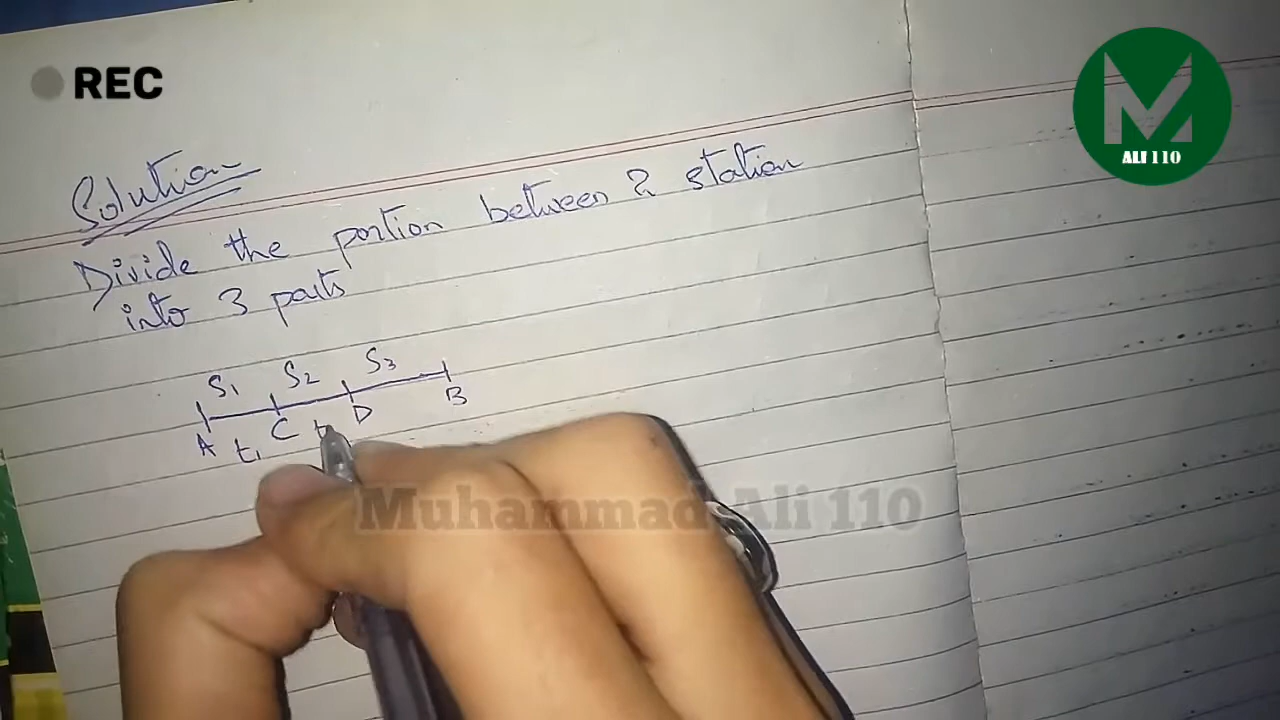 REC
M
ALI 110
Solution
Divide the portion between 2 station
into 3 parts
S1 S2 S3
A C D B
t1 t
Muhammad Ali 110